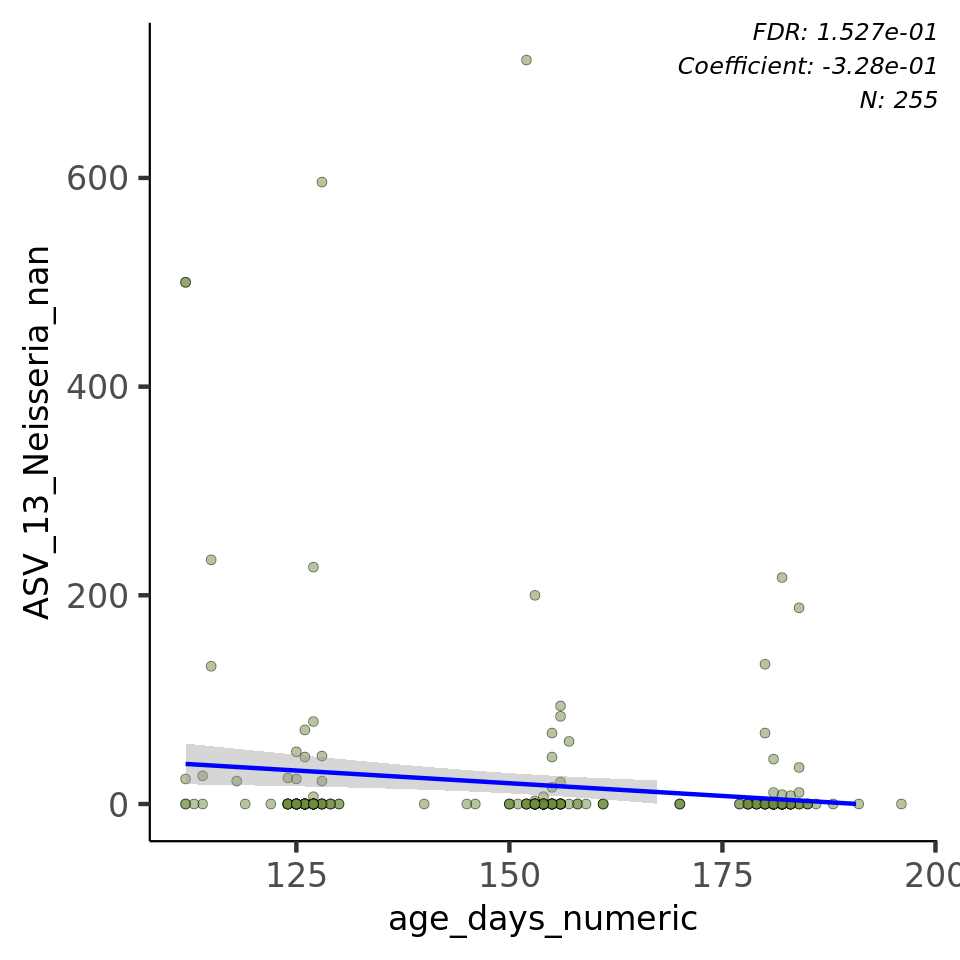 FDR: 1.527e-01
Coefficient: -3.28e-01
N: 255
600
400
200
0
ASV_13_Neisseria_nan
125 150 175 200
age_days_numeric